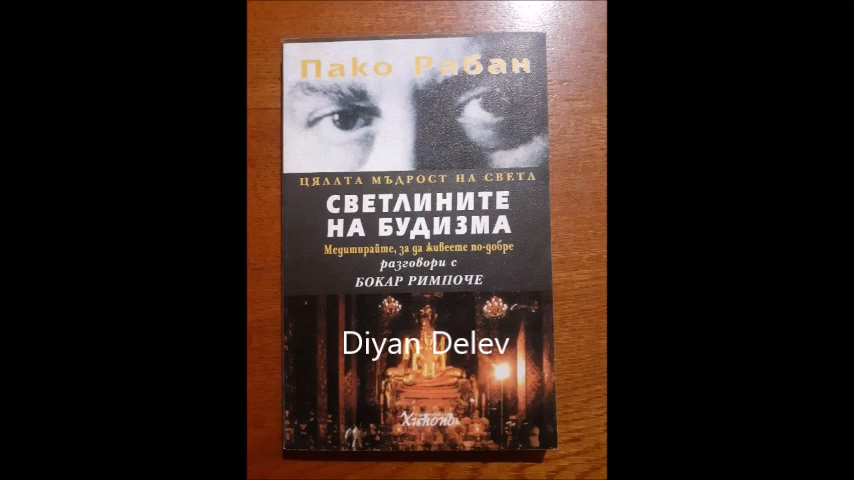 Пако Рабан
ЦЯЛАТА МЪДРОСТ НА СВЕТА
СВЕТЛИНИТЕ
НА БУДИЗМА
Медитирайте, за да живеете по-добре
разговори с
БОКАР РИМПОЧЕ
Diyan Delev
Хипопо